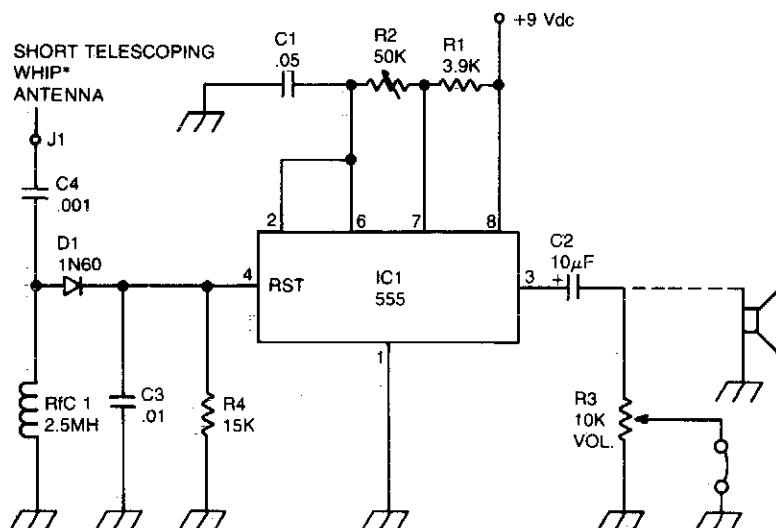 +9 Vdc
C1
.05
R2
50K
R1
3.9K
SHORT TELESCOPING
WHIP*
ANTENNA
J1
C4
.001
2
6
7
8
D1
1N60
4
RST
IC1
555
3
C2
+
10μF
1
RfC 1
2.5MH
C3
.01
R4
15K
R3
10K
VOL.